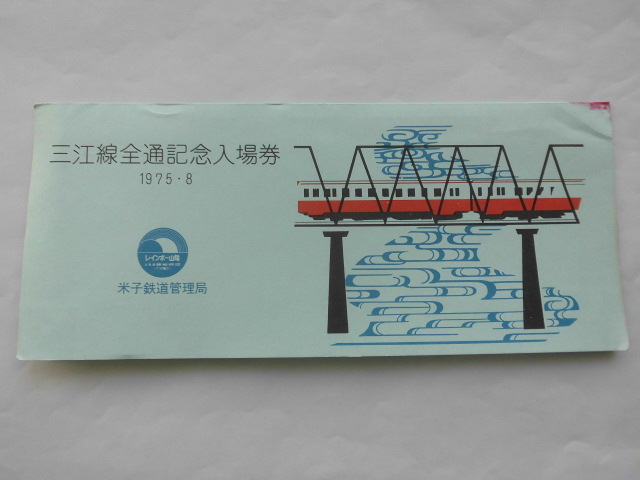 三江線全通記念入場券
1975・8
レインボー山陰
米子鉄道管理局